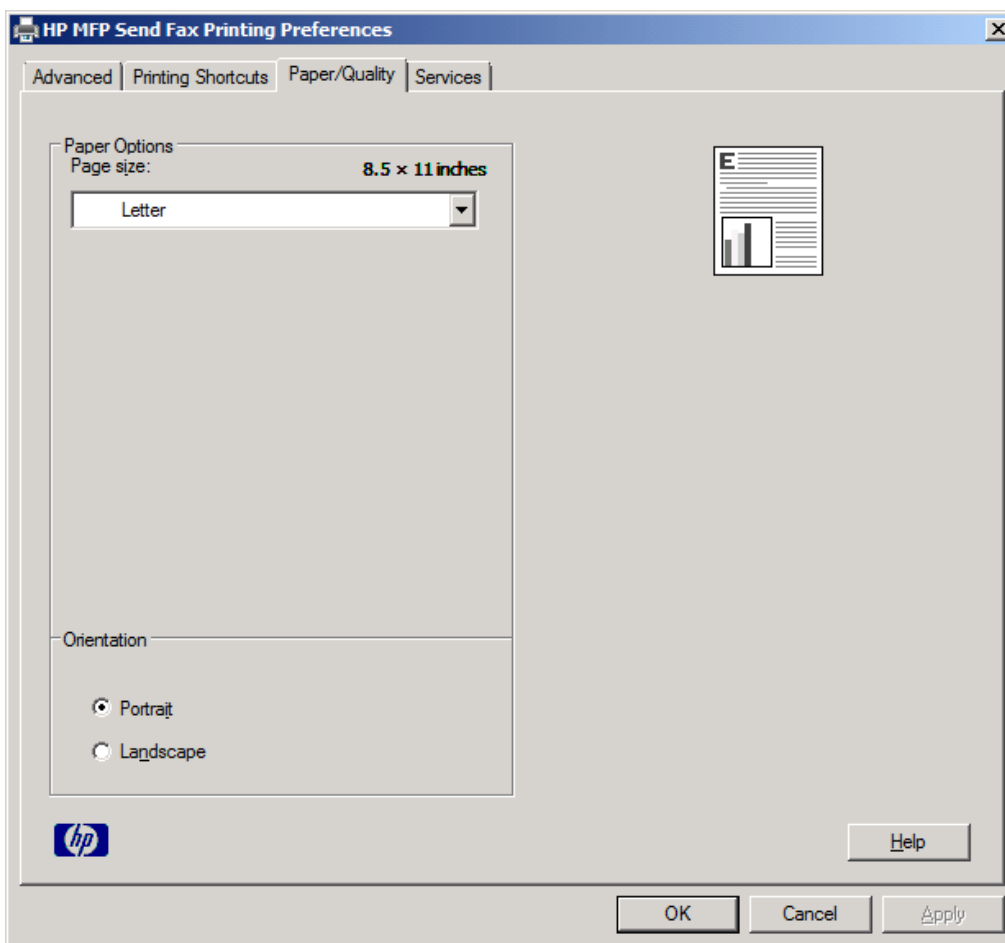 HP MFP Send Fax Printing Preferences
Advanced Printing Shortcuts Paper/Quality Services
Paper Options
Page size: 8.5 × 11 inches
Letter
E
Orientation
Portrait
Landscape
hp
Help
OK Cancel Apply